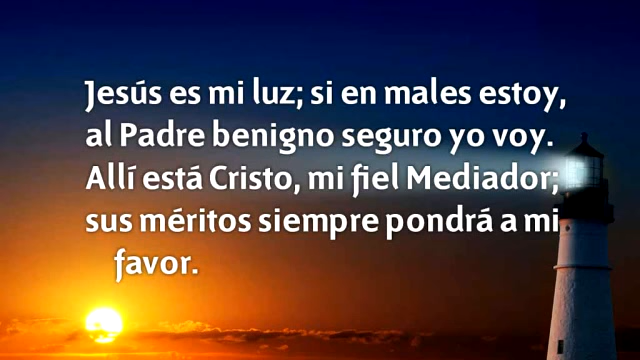 Jesús es mi luz; si en males estoy,
al Padre benigno seguro yo voy.
Allí está Cristo, mi fiel Mediador;
sus méritos siempre pondrá a mi
favor.